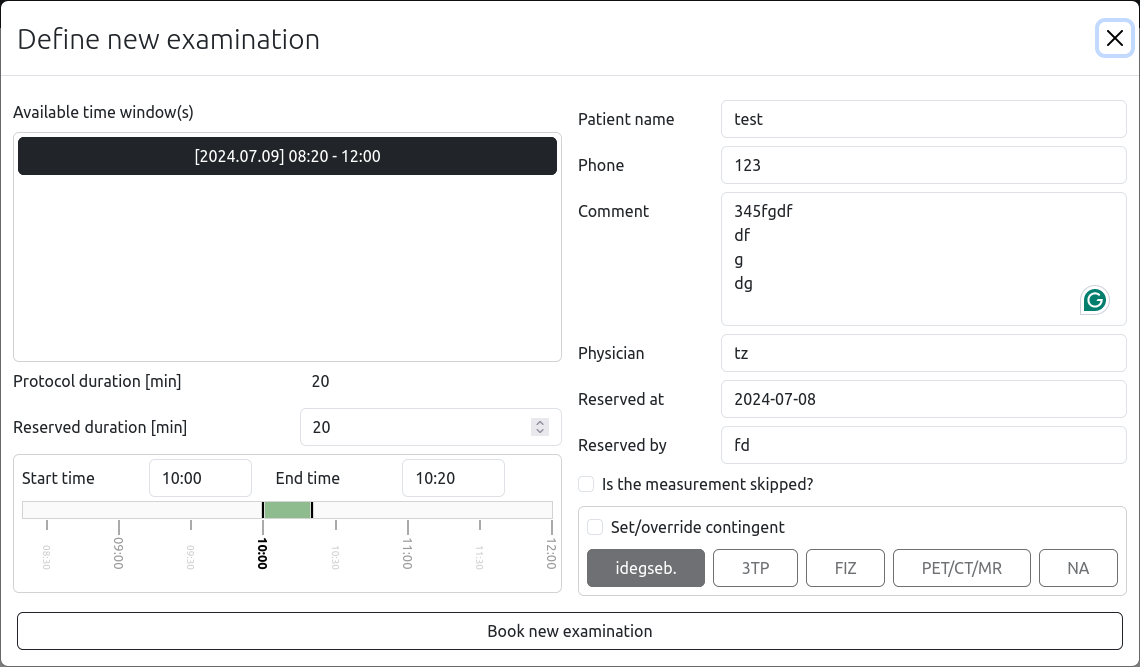 Define new examination
Available time window(s)
[2024.07.09] 08:20 - 12:00
Protocol duration [min] 20
Reserved duration [min] 20
Start time 10:00 End time 10:20
08:30 09:00 09:30 10:00 10:30 11:00 11:30 12:00
Patient name test
Phone 123
Comment 345fgdf
df
g
dg
Physician tz
Reserved at 2024-07-08
Reserved by fd
Is the measurement skipped?
Set/override contingent
idegseb. 3TP FIZ PET/CT/MR NA
Book new examination